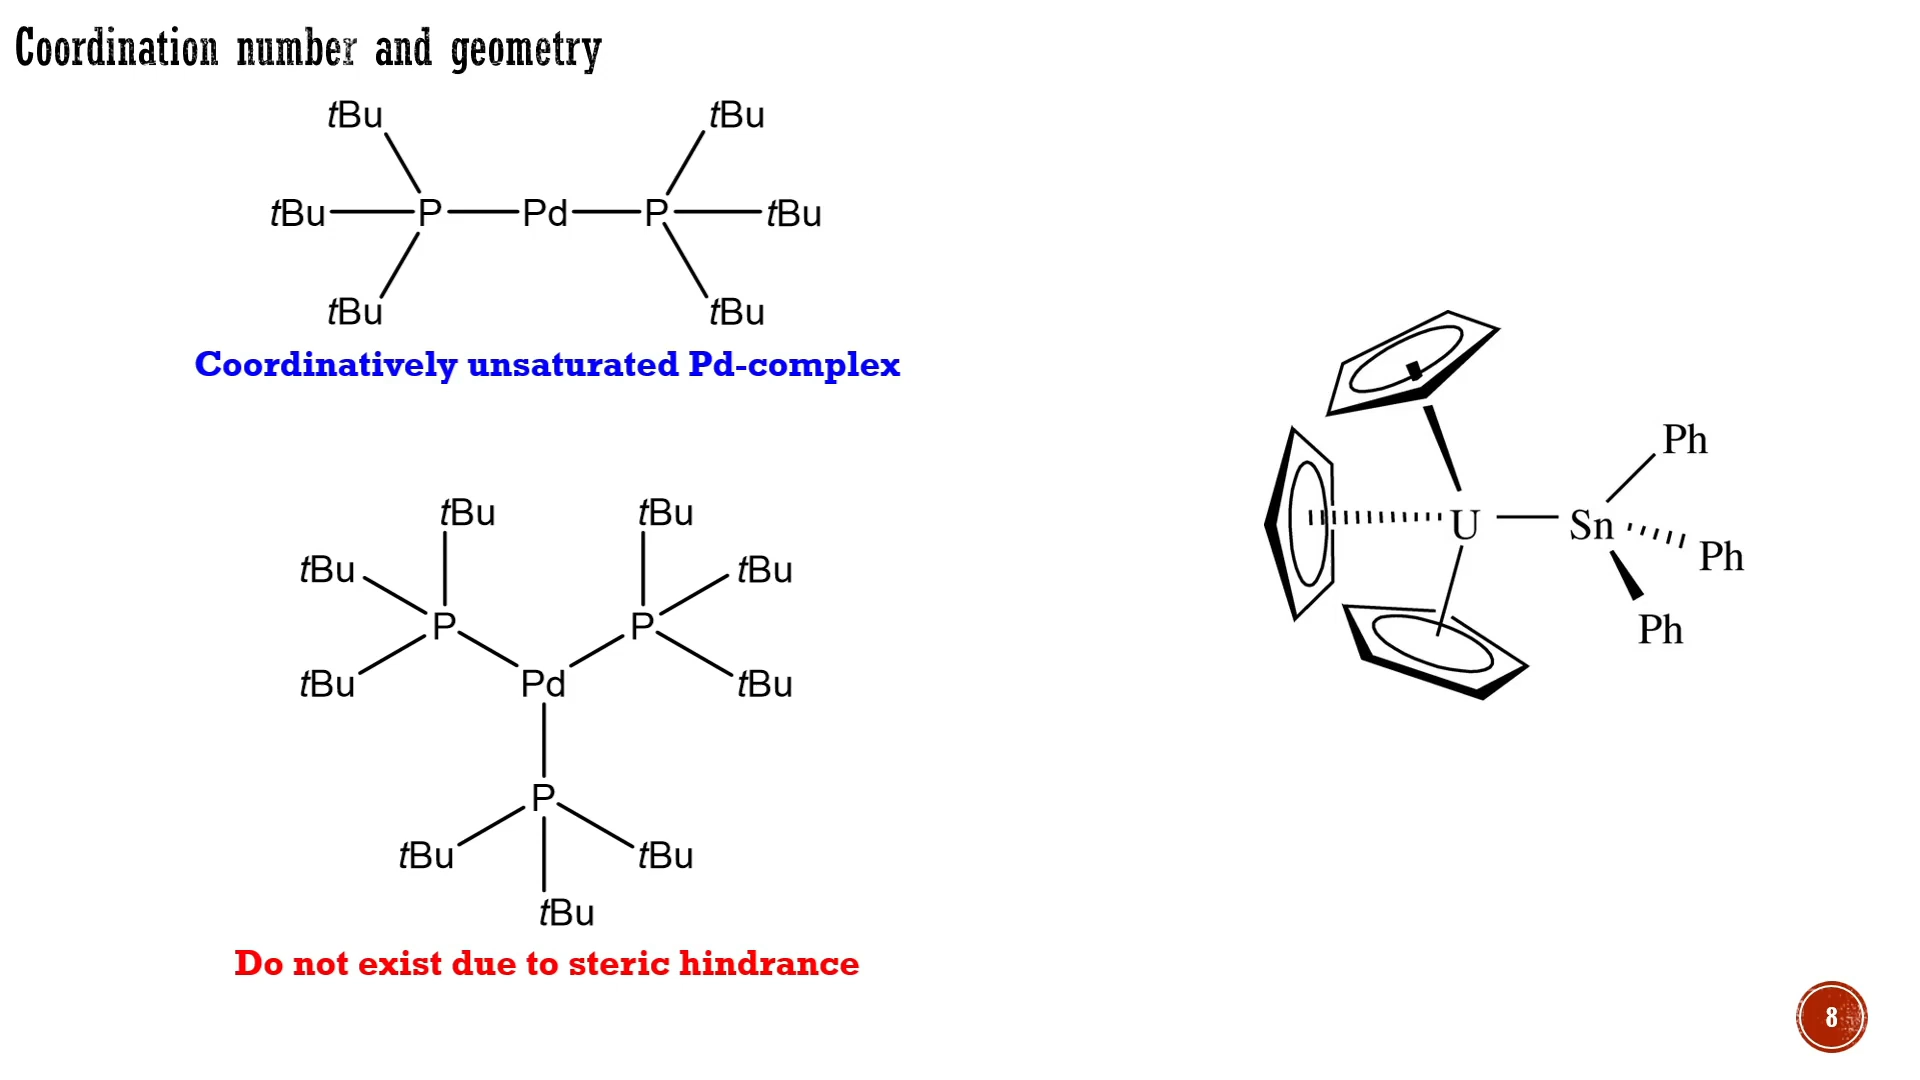 Coordination number and geometry
tBu tBu
tBu P Pd P tBu
tBu tBu
Coordinatively unsaturated Pd-complex
tBu tBu
tBu tBu
P P
tBu Pd tBu
P
tBu tBu
tBu
Do not exist due to steric hindrance
Ph
U Sn
Ph
Ph
8